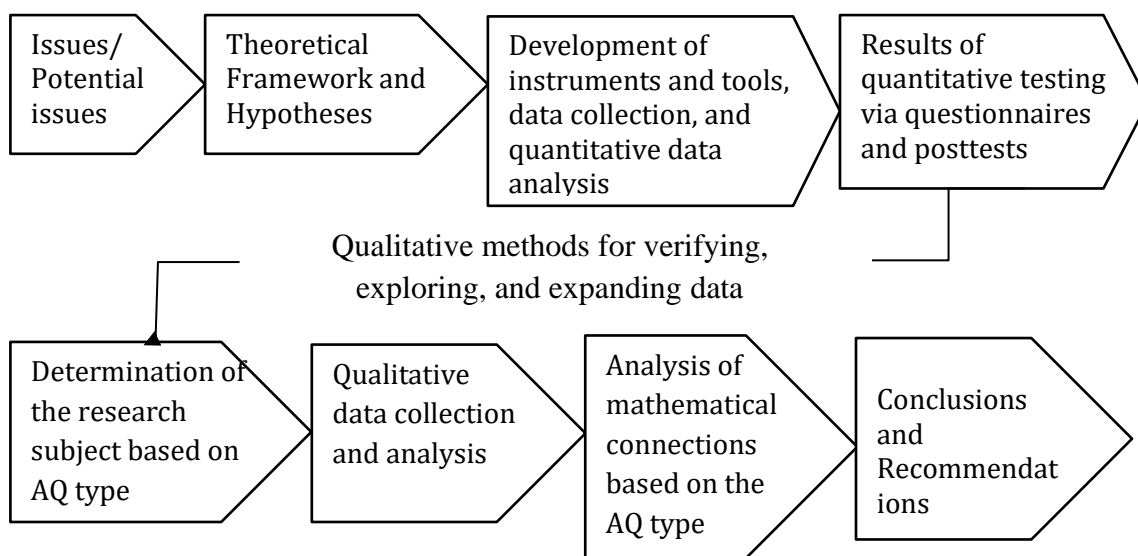 Issues/
Potential
issues
Theoretical
Framework and
Hypotheses
Development of
instruments and tools,
data collection, and
quantitative data
analysis
Results of
quantitative testing
via questionnaires
and posttests
Qualitative methods for verifying,
exploring, and expanding data
Determination of
the research
subject based on
AQ type
Qualitative
data collection
and analysis
Analysis of
mathematical
connections
based on the
AQ type
Conclusions
and
Recommendat
ions